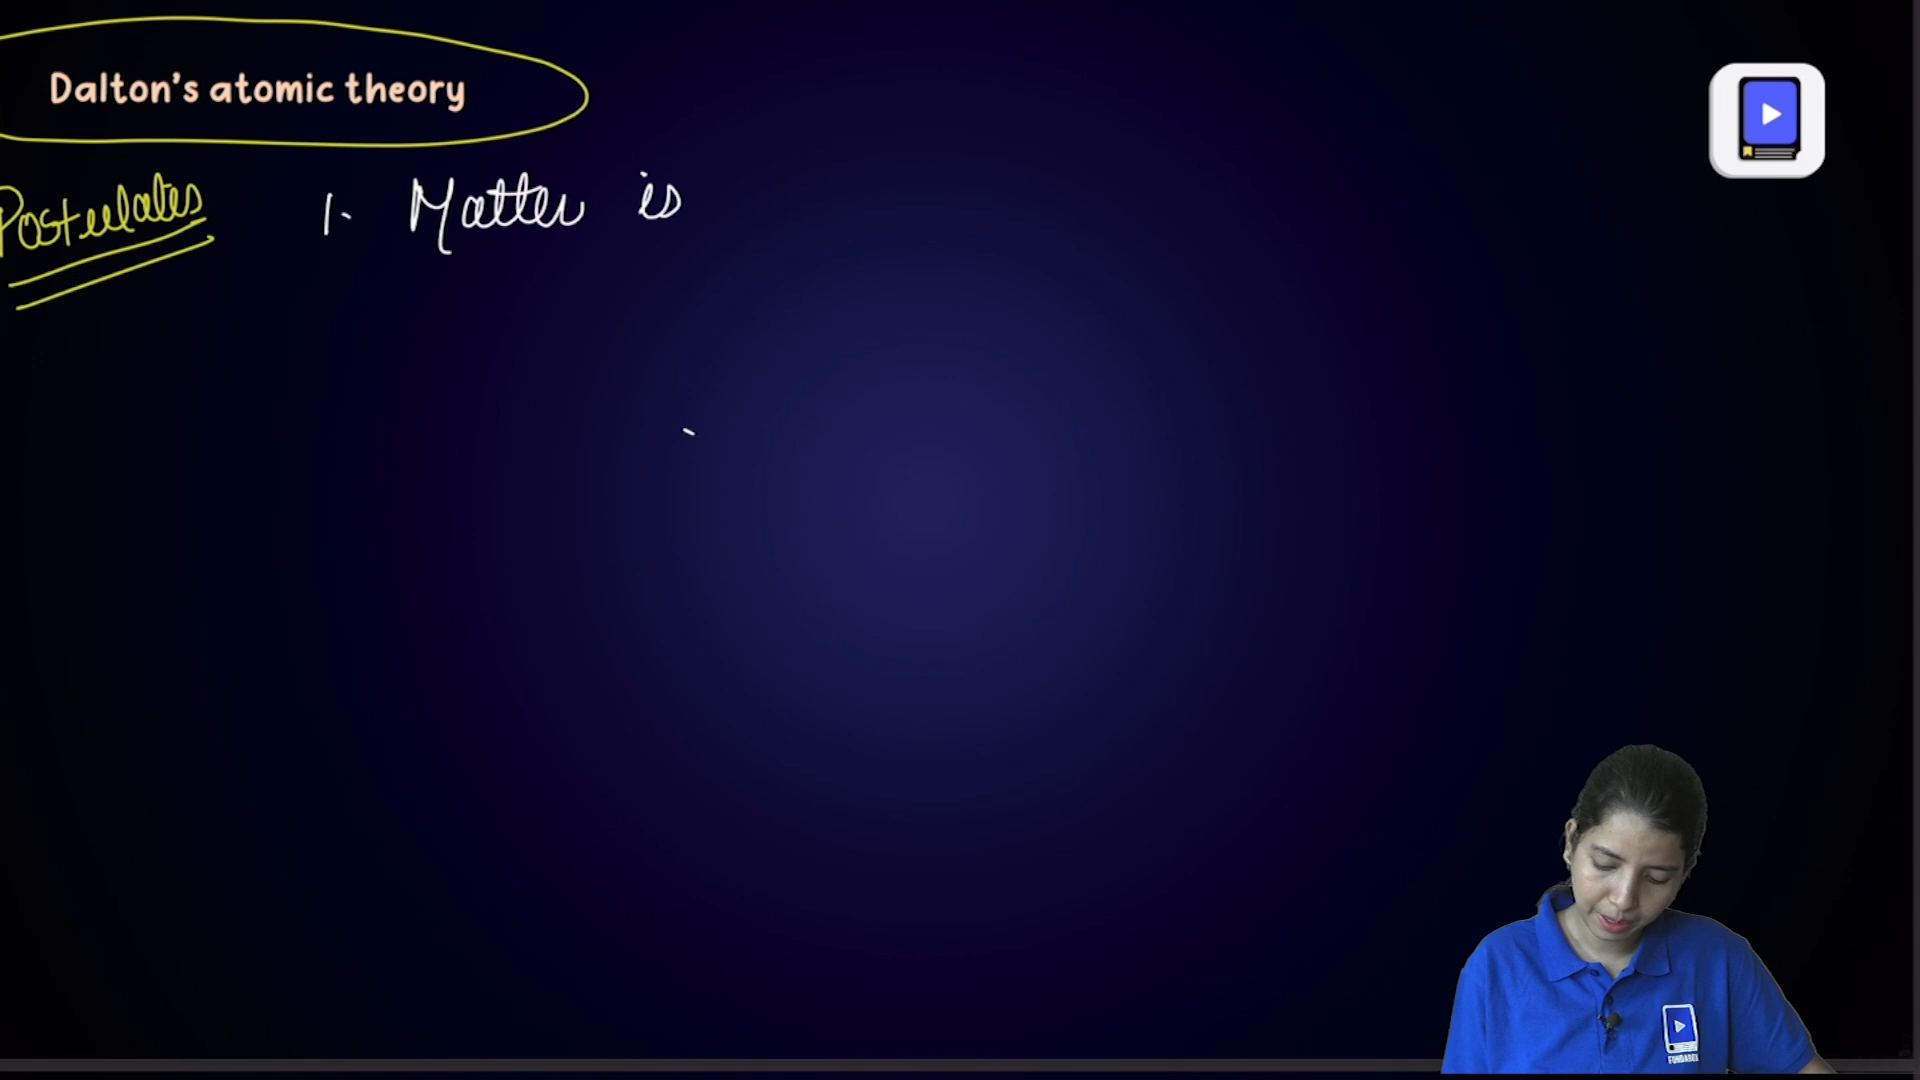 Dalton's atomic theory
Postulates 1. Matter is